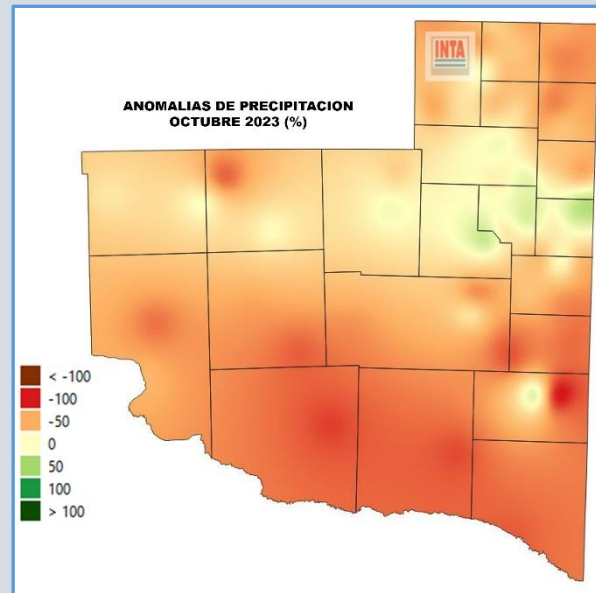 INTA
ANOMALIAS DE PRECIPITACION
OCTUBRE 2023 (%)
< -100
-100
-50
0
50
100
> 100